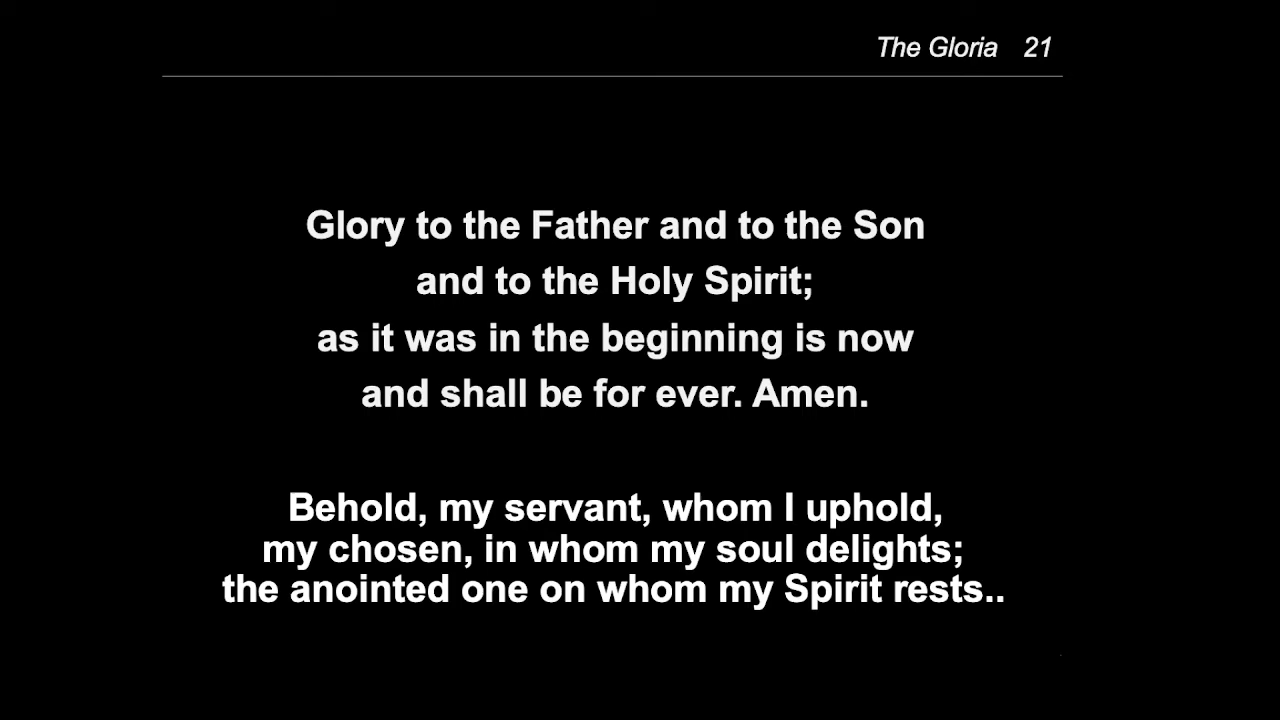 The Gloria 21
Glory to the Father and to the Son
and to the Holy Spirit;
as it was in the beginning is now
and shall be for ever. Amen.
Behold, my servant, whom I uphold,
my chosen, in whom my soul delights;
the anointed one on whom my Spirit rests..